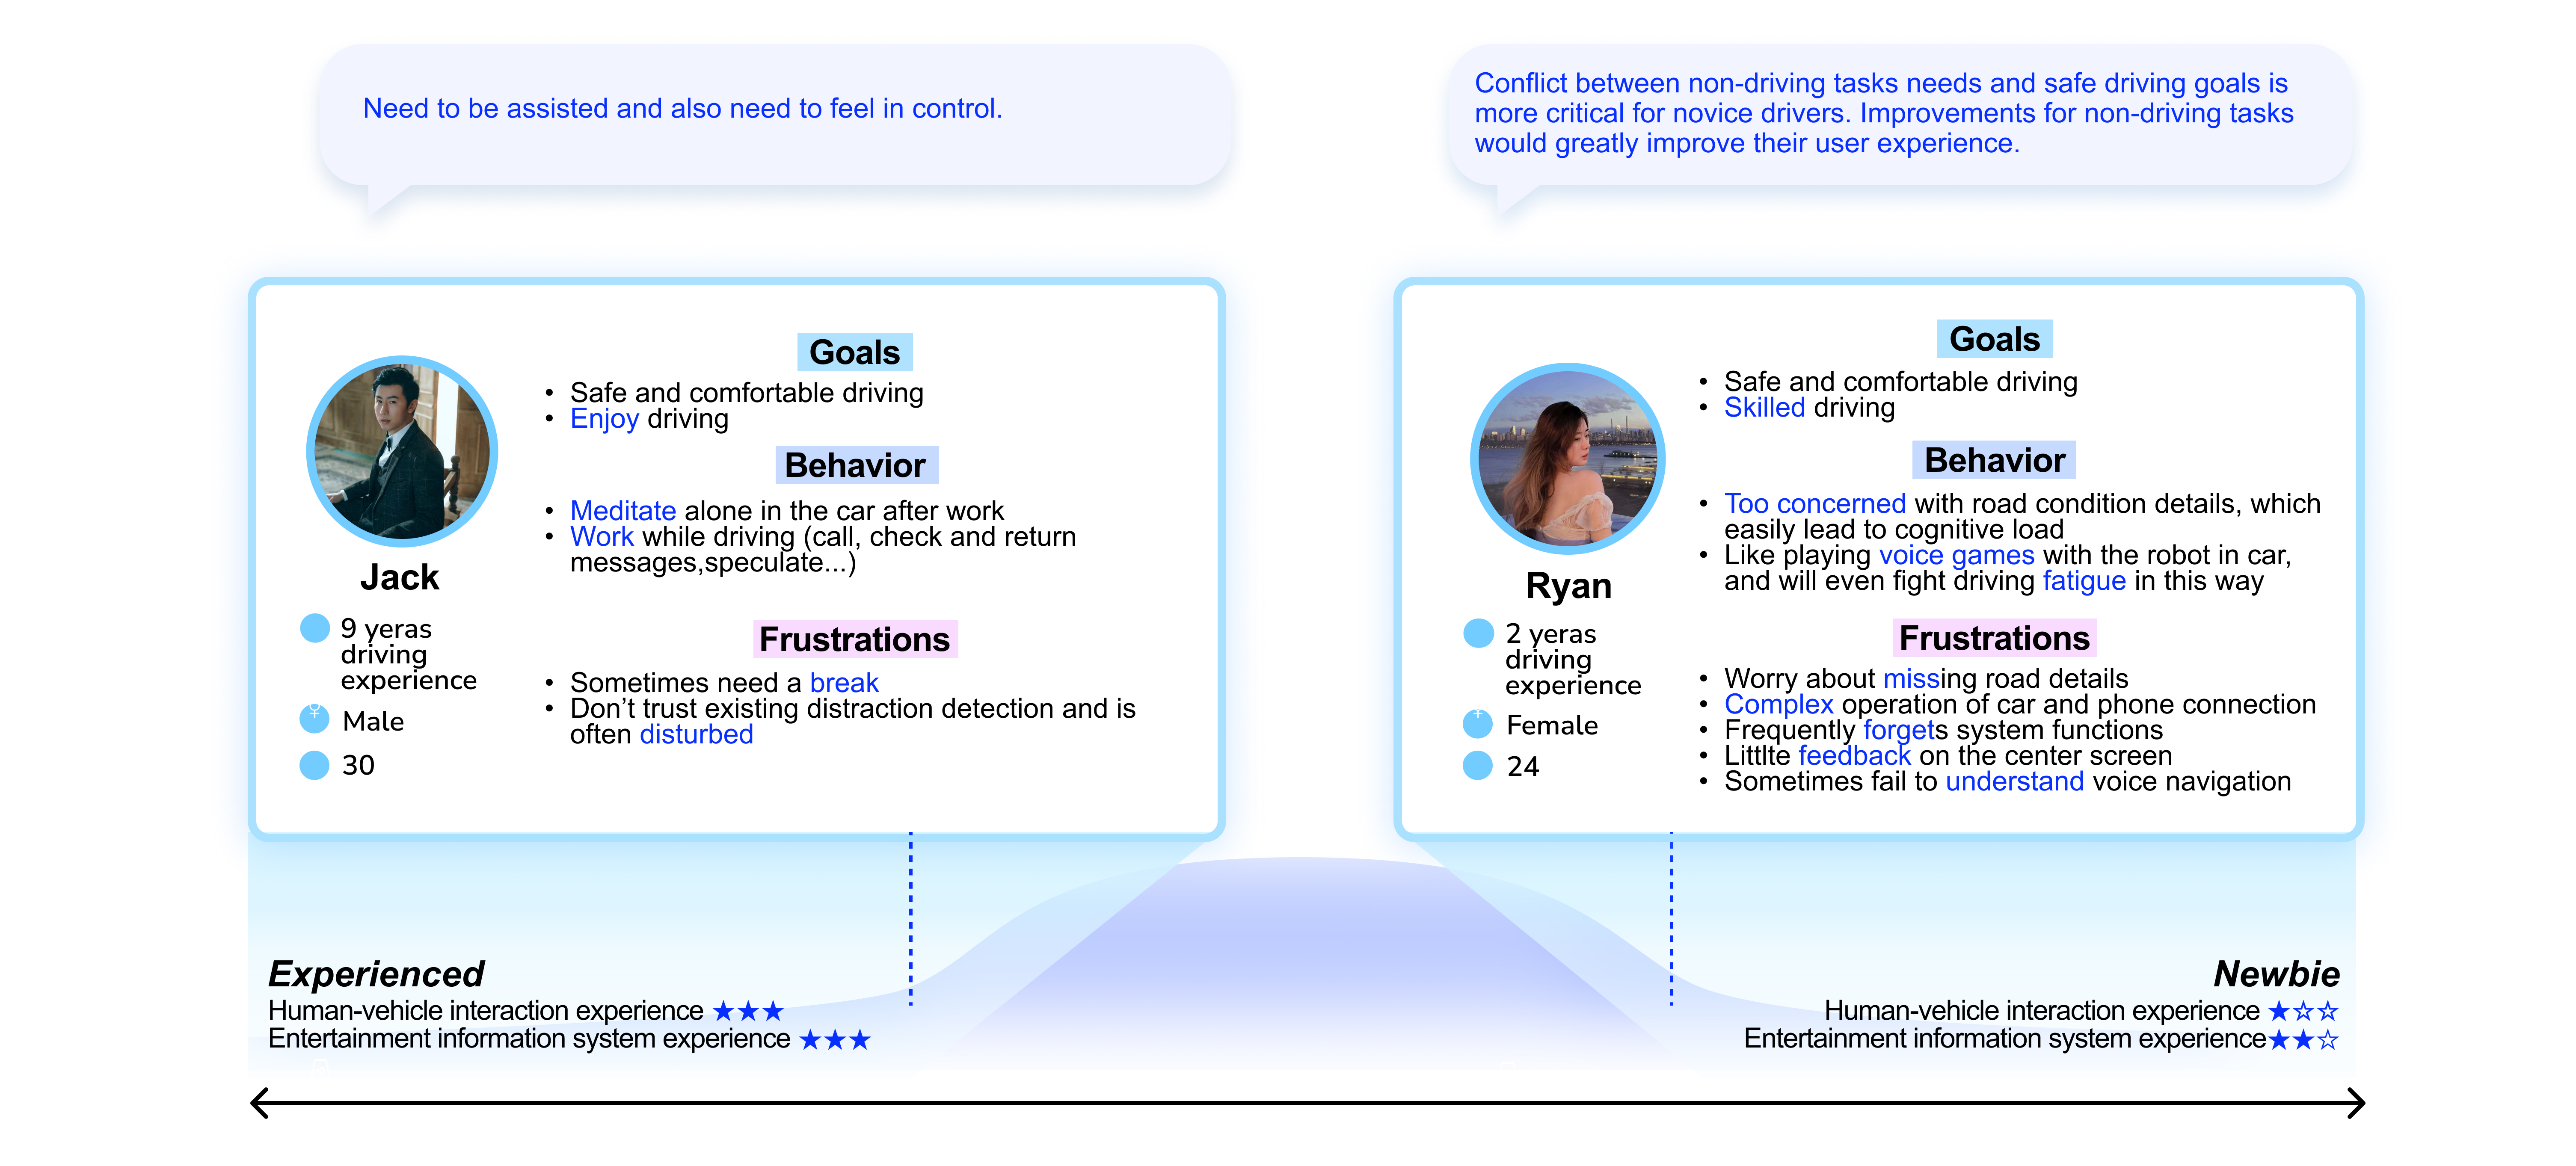 Need to be assisted and also need to feel in control.
Conflict between non-driving tasks needs and safe driving goals is
more critical for novice drivers. Improvements for non-driving tasks
would greatly improve their user experience.
Goals
• Safe and comfortable driving
• Enjoy driving
Behavior
• Meditate alone in the car after work
• Work while driving (call, check and return
messages,speculate...)
Frustrations
• Sometimes need a break
• Don’t trust existing distraction detection and is
often disturbed
Jack
9 yeras
driving
experience
♀ Male
30
Goals
• Safe and comfortable driving
• Skilled driving
Behavior
• Too concerned with road condition details, which
easily lead to cognitive load
• Like playing voice games with the robot in car,
and will even fight driving fatigue in this way
Frustrations
• Worry about missing road details
• Complex operation of car and phone connection
• Frequently forgets system functions
• Littlte feedback on the center screen
• Sometimes fail to understand voice navigation
Ryan
2 yeras
driving
experience
Female
24
Experienced
Human-vehicle interaction experience ★★★
Entertainment information system experience ★★★
Newbie
Human-vehicle interaction experience ★☆☆
Entertainment information system experience★★☆